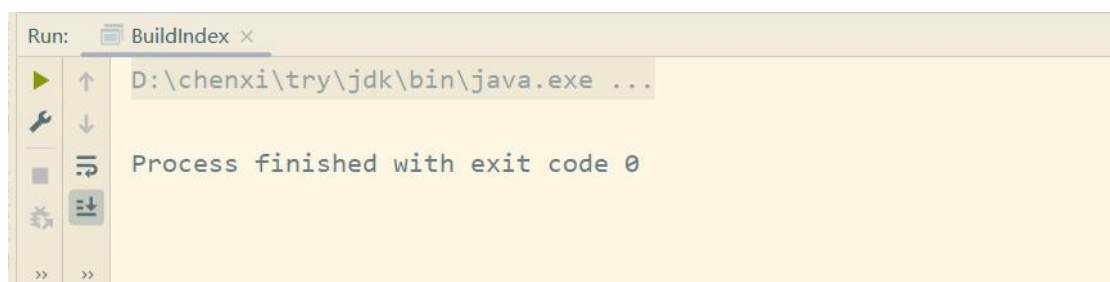 Run: BuildIndex ×
D:\chenxi\try\jdk\bin\java.exe ...
Process finished with exit code 0